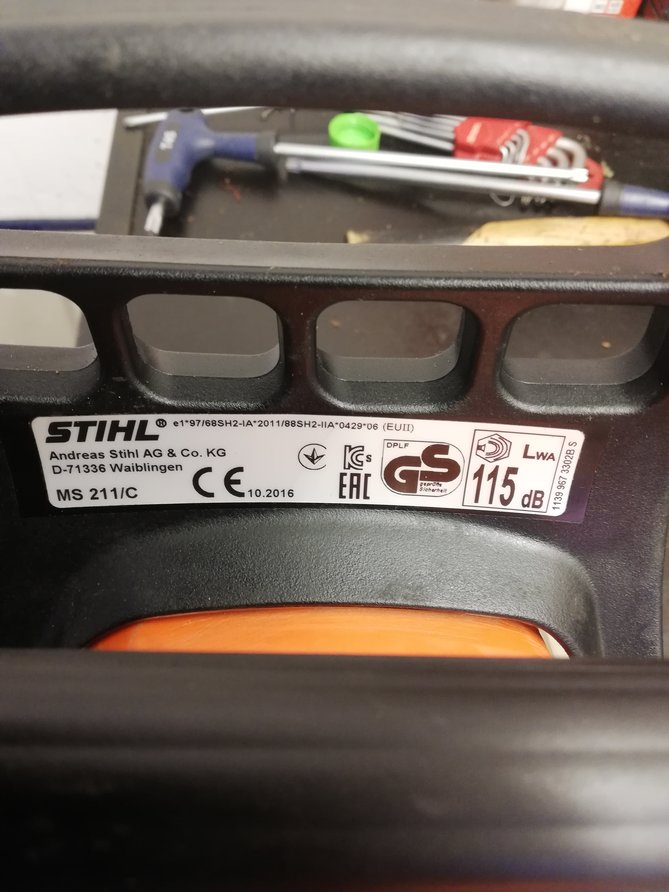 STIHL® e1*97/68SH2-IA*2011/88SH2-IIA*0429*06 (EUII)
Andreas Stihl AG & Co. KG
D-71336 Waiblingen
MS 211/C
CE 10.2016
KCs
EAC
DPLF
GS
geprüfte
Sicherheit
LWA
115 dB
1139 967 3302B S